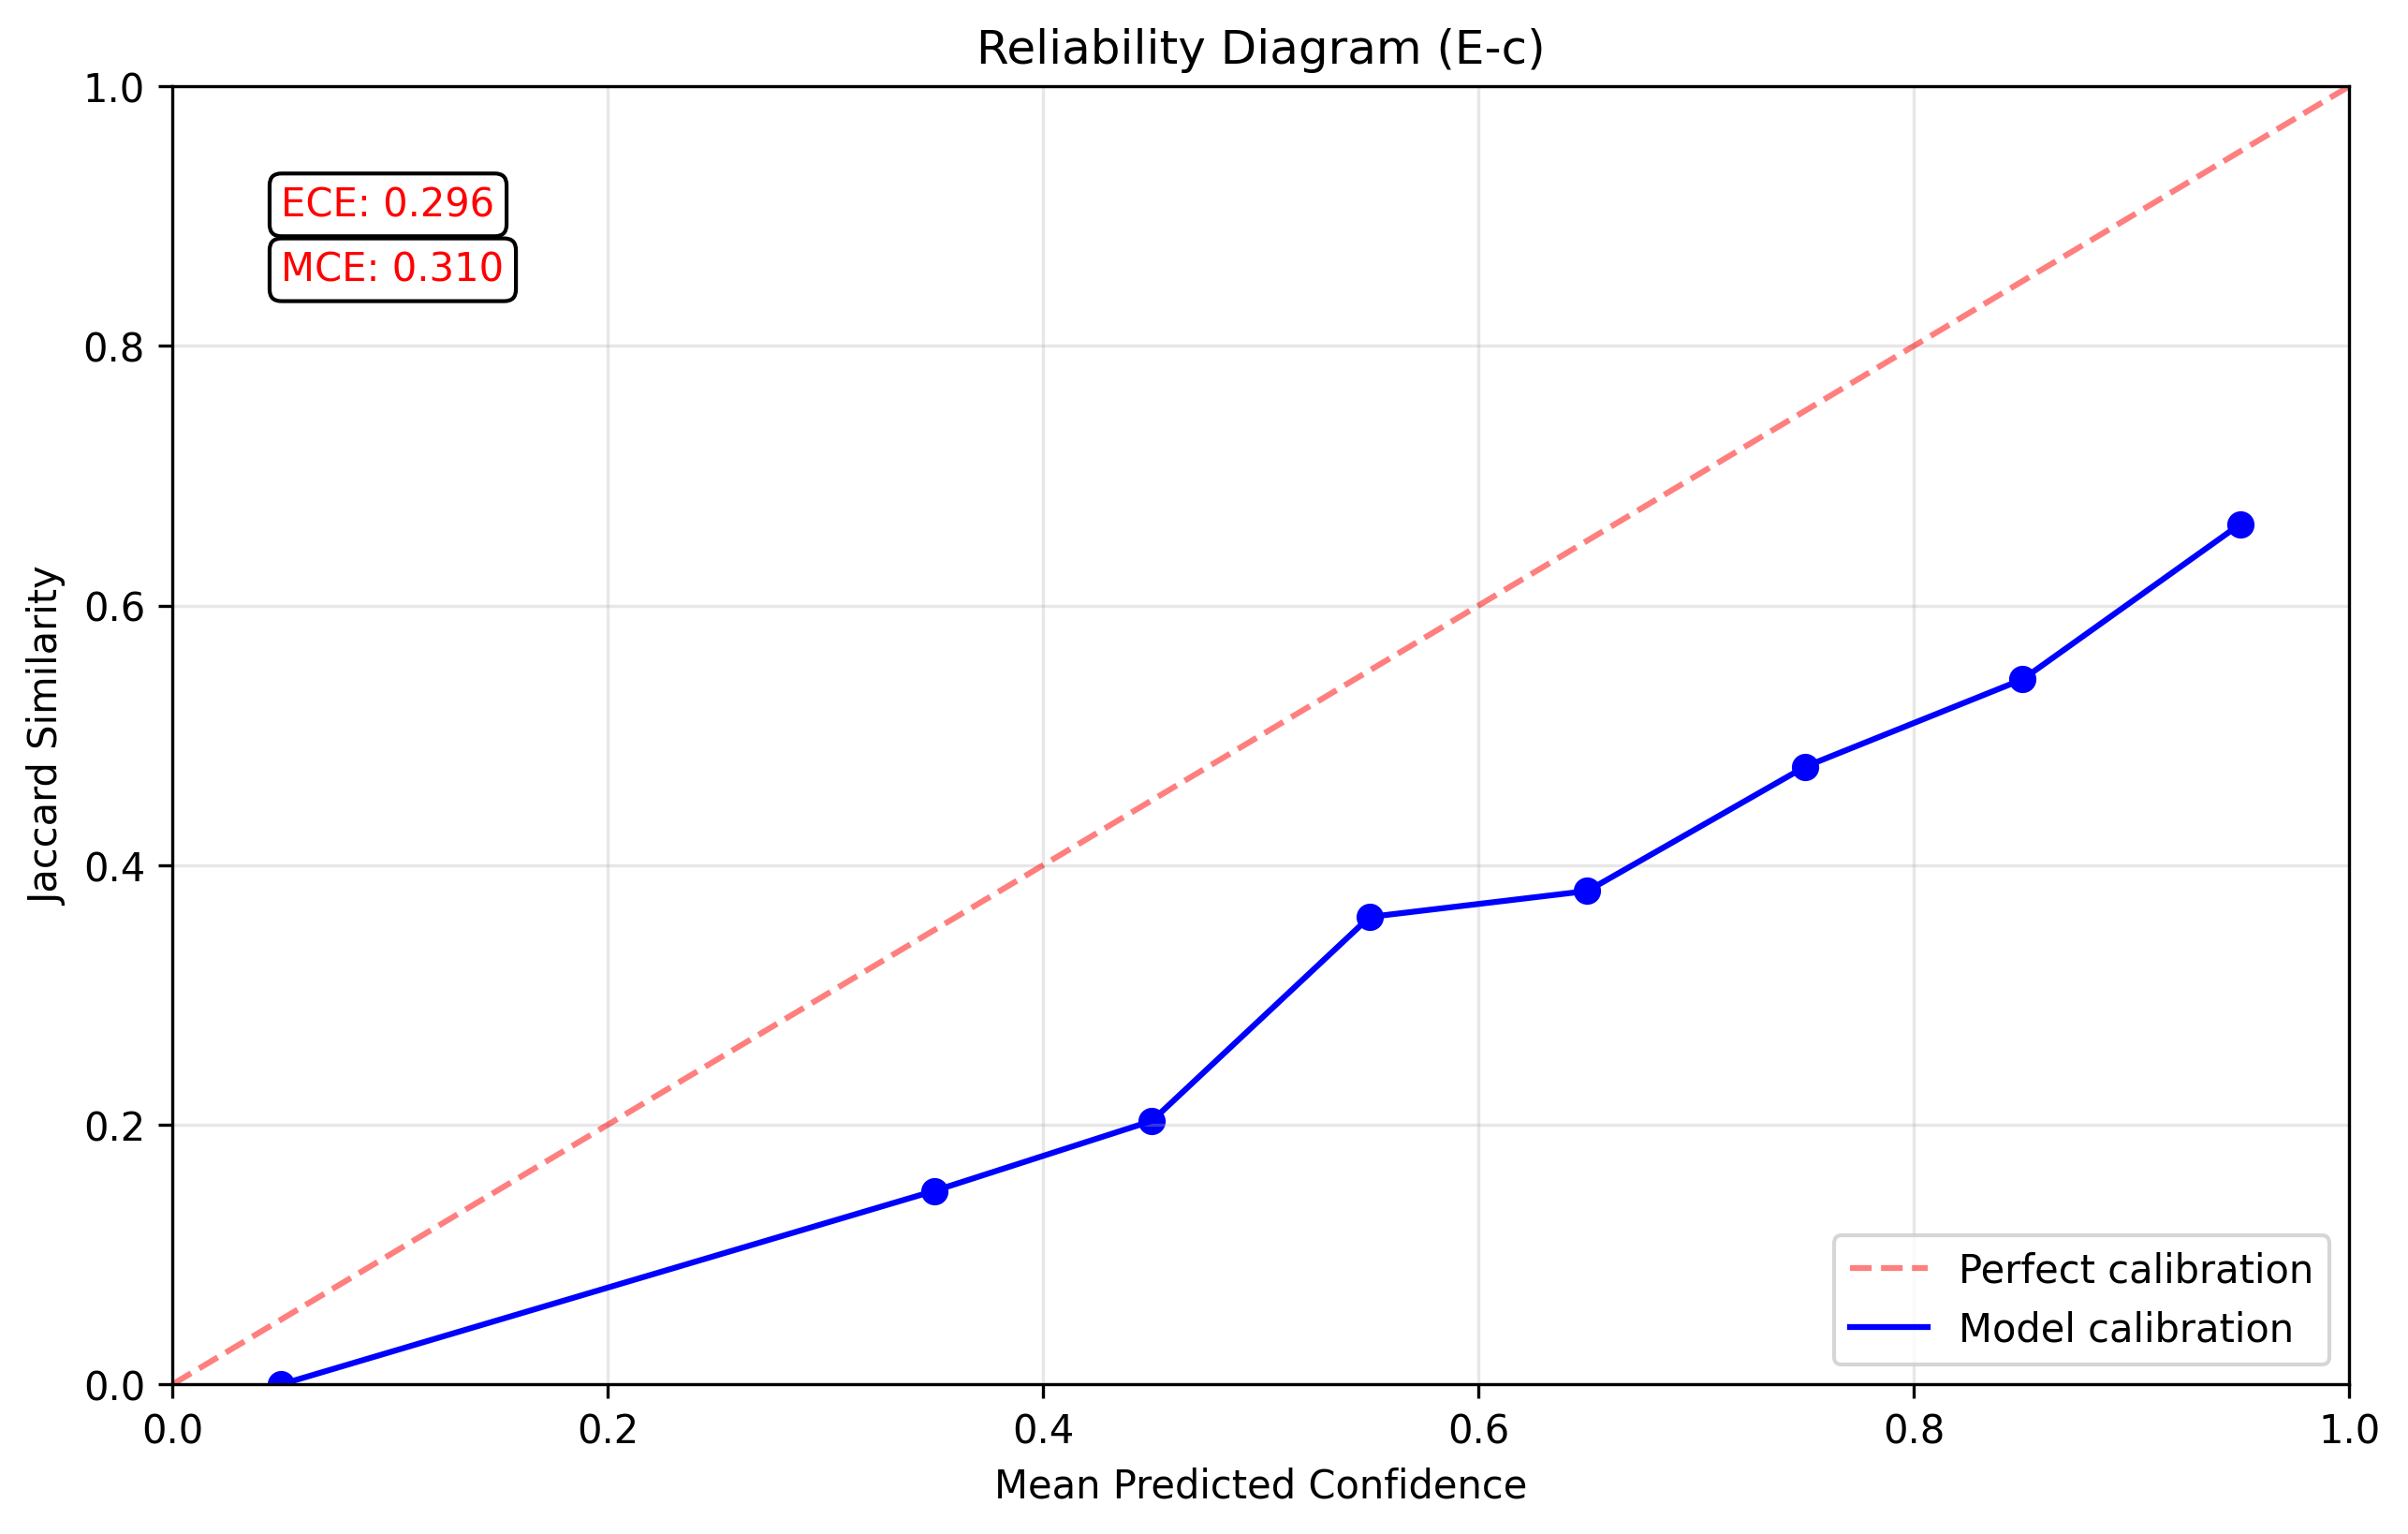 Reliability Diagram (E-c)
1.0
0.8
0.6
0.4
0.2
0.0
Jaccard Similarity
ECE: 0.296
MCE: 0.310
Perfect calibration
Model calibration
0.0 0.2 0.4 0.6 0.8 1.0
Mean Predicted Confidence